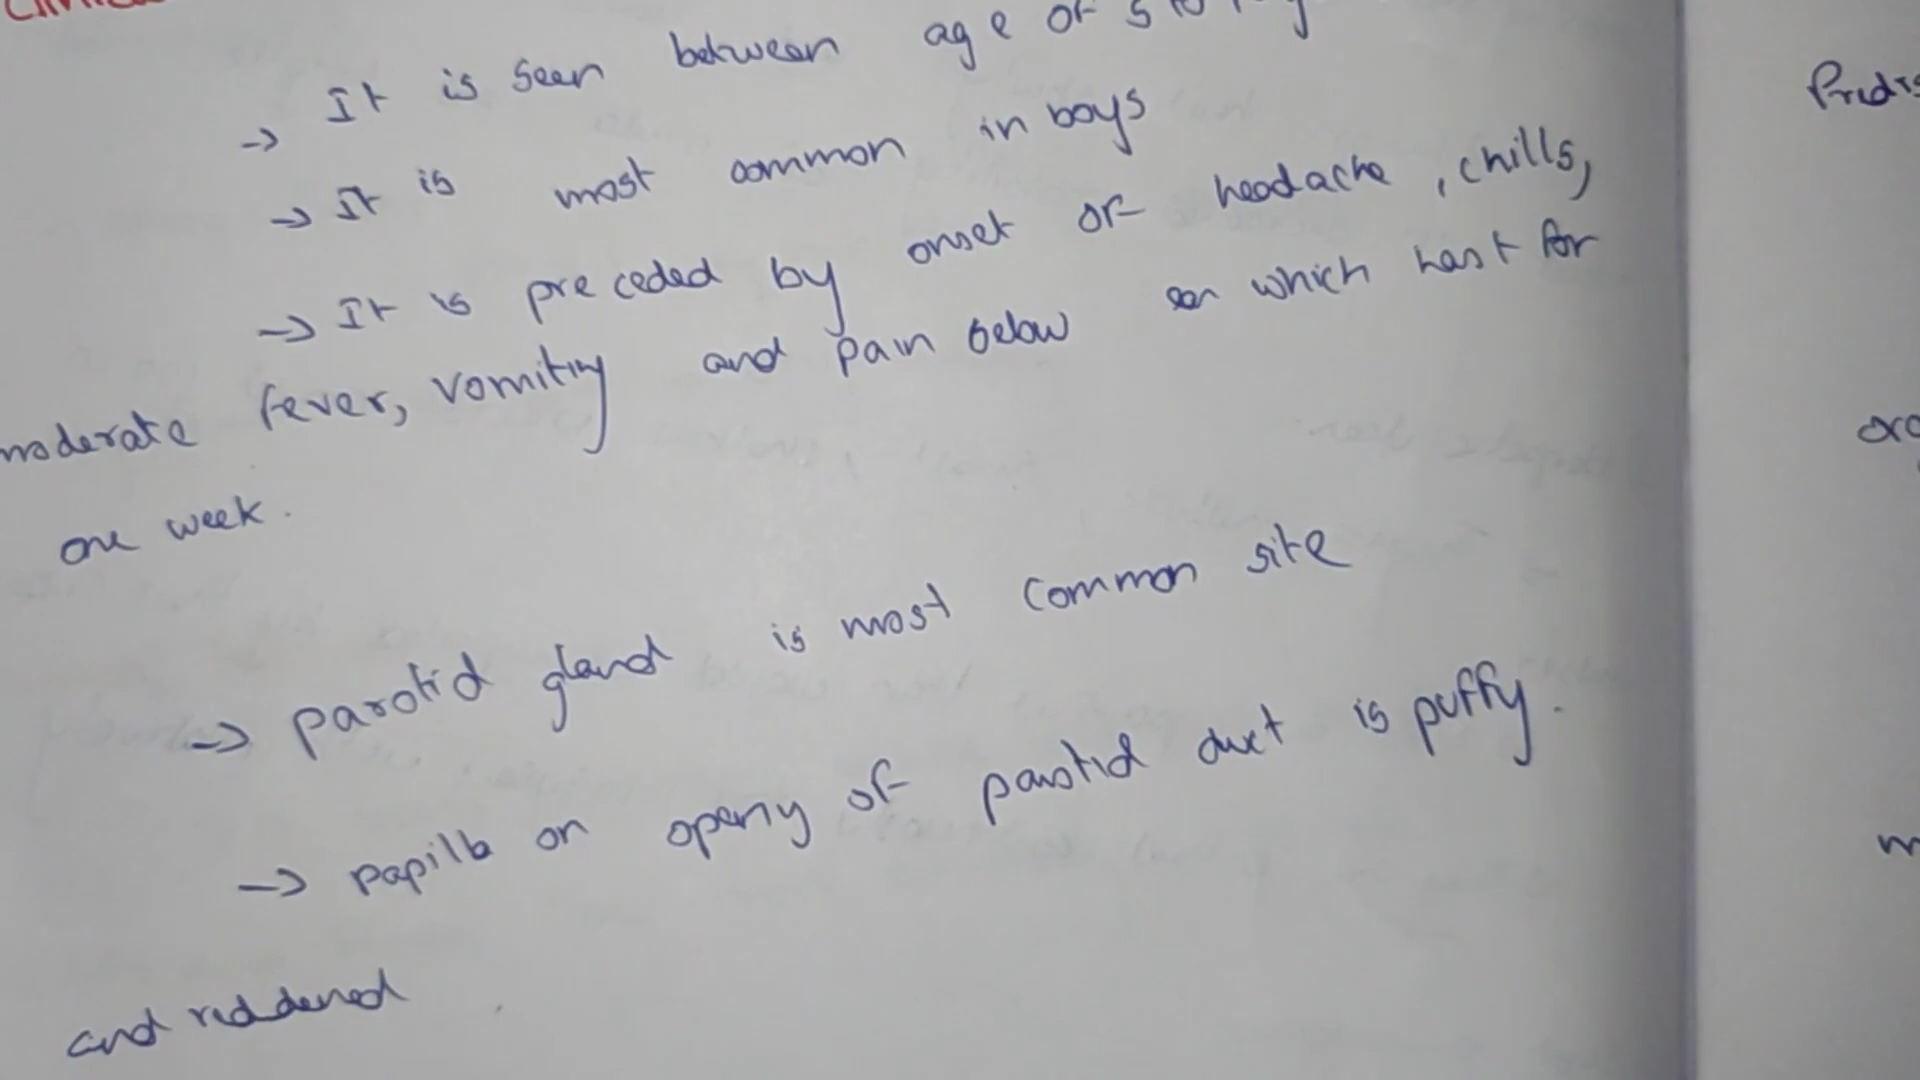 → It is seen between age of 5 to
→ It is most common in boys
→ It is preceded by onset of headache, chills,
moderate fever, vomiting and pain below ear which last for
one week.
→ parotid gland is most common site
→ papilla on opening of parotid duct is puffy.
and reddened